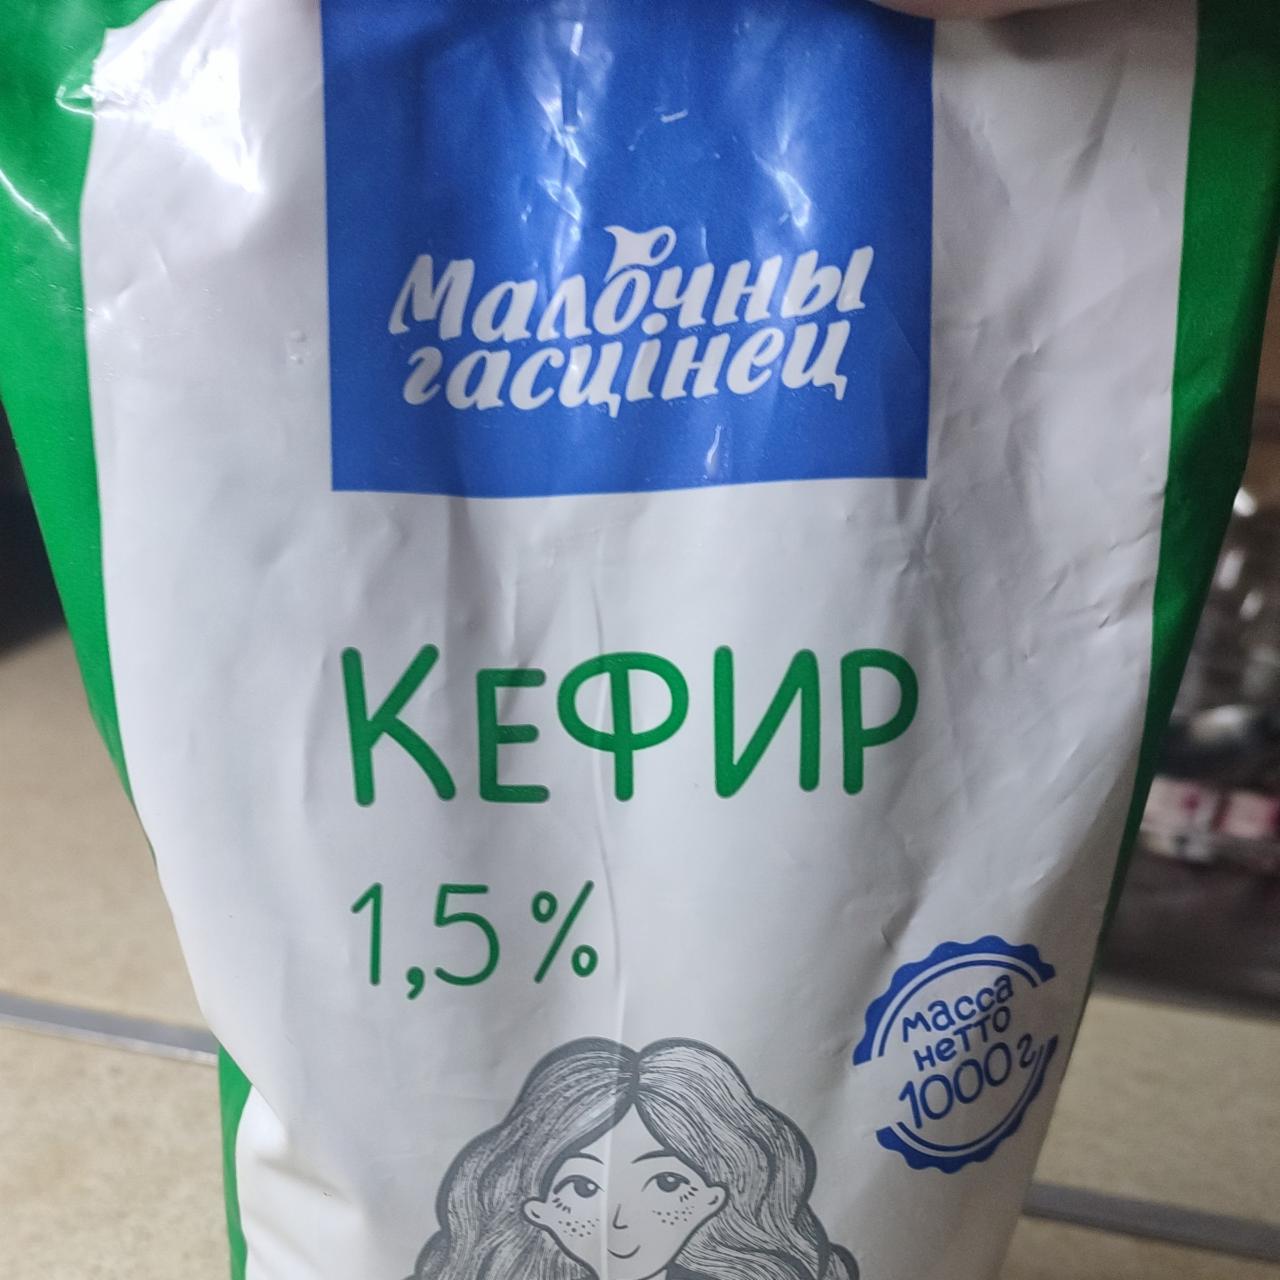 Малочны
гасцінец
КЕФИР
1,5%
масса
нетто
1000 г